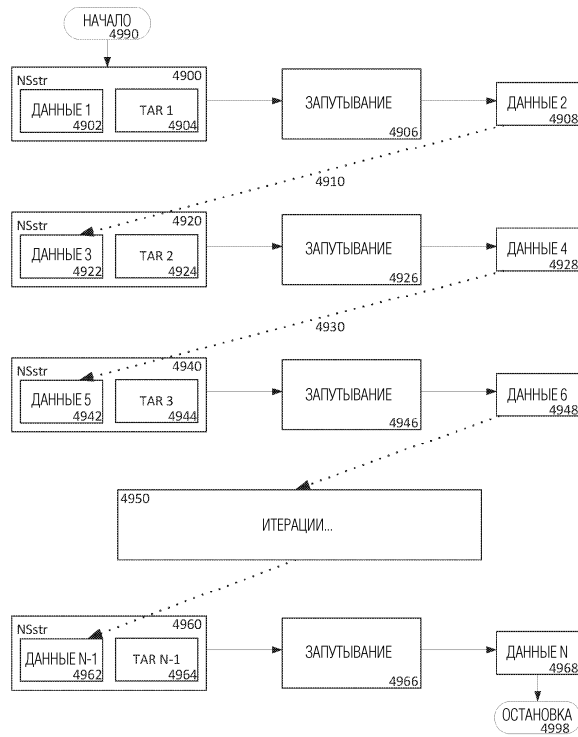 НАЧАЛО
4990
4900
NSstr
ДАННЫЕ 1
4902
TAR 1
4904
ЗАПУТЫВАНИЕ
4906
ДАННЫЕ 2
4908
4910
4920
NSstr
ДАННЫЕ 3
4922
TAR 2
4924
ЗАПУТЫВАНИЕ
4926
ДАННЫЕ 4
4928
4930
4940
NSstr
ДАННЫЕ 5
4942
TAR 3
4944
ЗАПУТЫВАНИЕ
4946
ДАННЫЕ 6
4948
4950
ИТЕРАЦИИ...
4960
NSstr
ДАННЫЕ N-1
4962
TAR N-1
4964
ЗАПУТЫВАНИЕ
4966
ДАННЫЕ N
4968
ОСТАНОВКА
4998